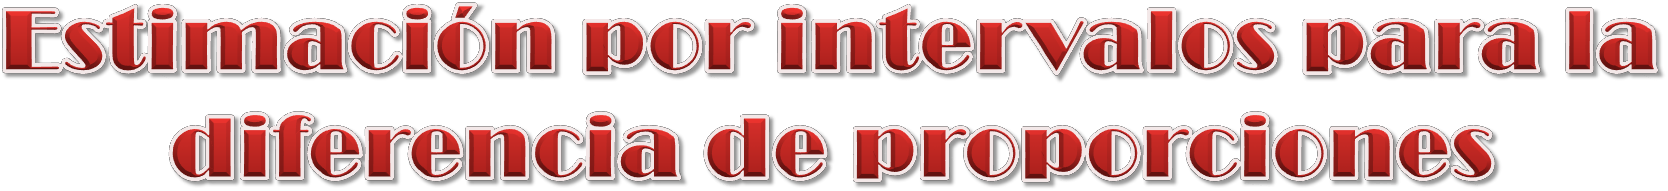 Estimación por intervalos para la
diferencia de proporciones